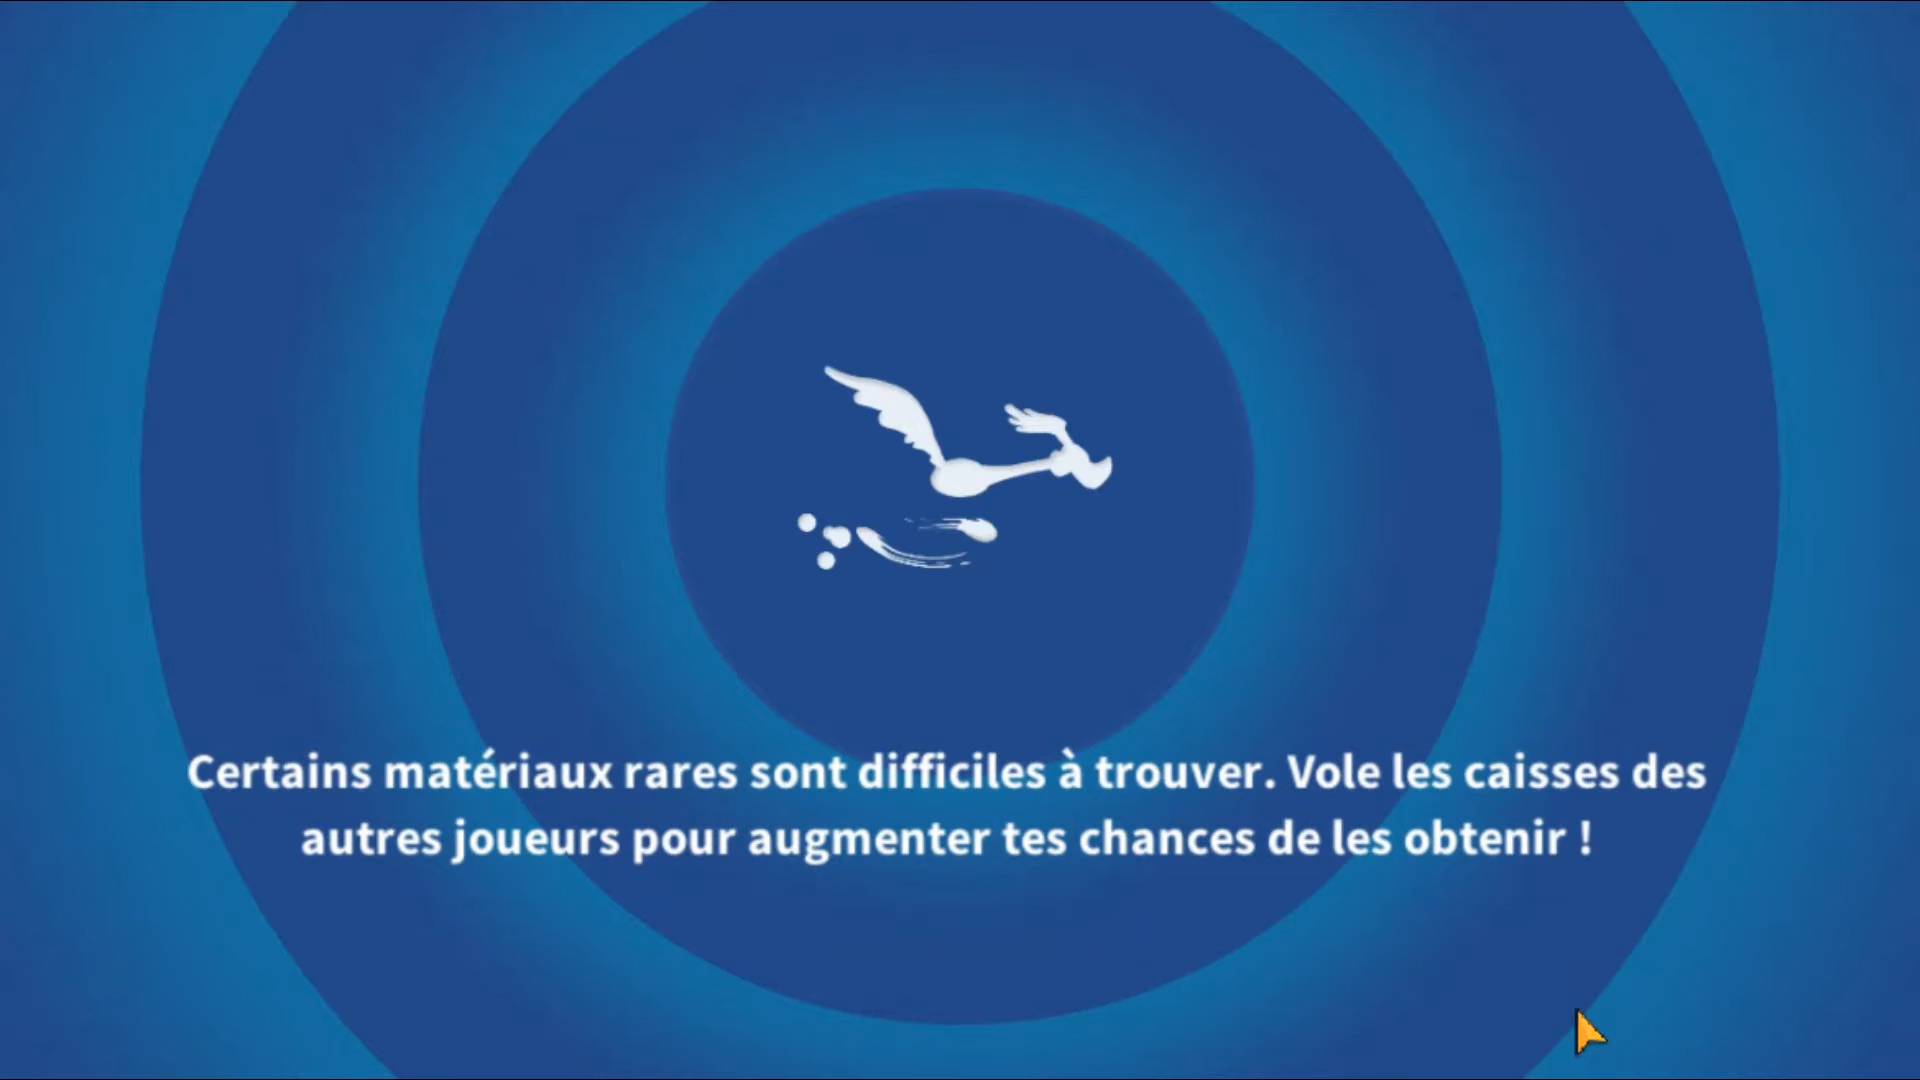 Certains matériaux rares sont difficiles à trouver. Vole les caisses des
autres joueurs pour augmenter tes chances de les obtenir !